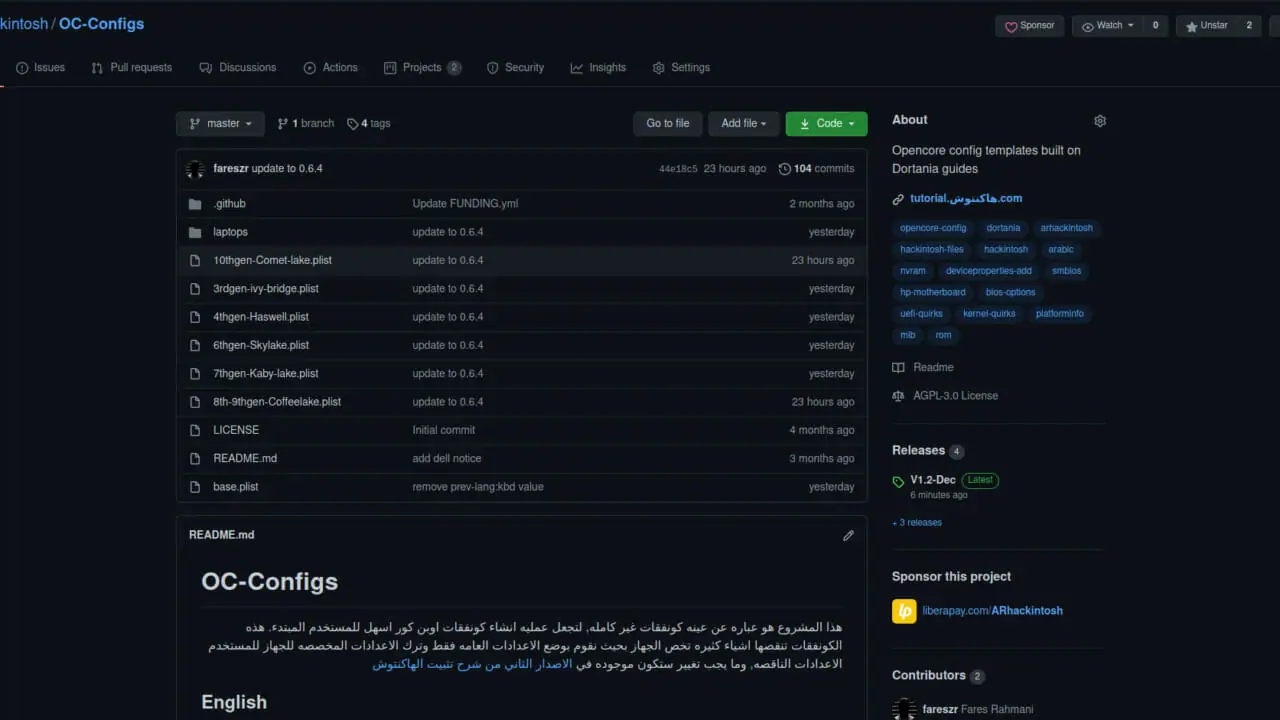 kintosh / OC-Configs
Sponsor
Watch 0
Unstar 2
Issues
Pull requests
Discussions
Actions
Projects 2
Security
Insights
Settings
master
1 branch
4 tags
Go to file
Add file
Code
fareszr update to 0.6.4
44e18c5 23 hours ago
104 commits
.github Update FUNDING.yml 2 months ago
laptops update to 0.6.4 yesterday
10thgen-Comet-lake.plist update to 0.6.4 23 hours ago
3rdgen-ivy-bridge.plist update to 0.6.4 yesterday
4thgen-Haswell.plist update to 0.6.4 yesterday
6thgen-Skylake.plist update to 0.6.4 yesterday
7thgen-Kaby-lake.plist update to 0.6.4 yesterday
8th-9thgen-Coffeelake.plist update to 0.6.4 23 hours ago
LICENSE Initial commit 4 months ago
README.md add dell notice 3 months ago
base.plist remove prev-lang:kbd value yesterday
README.md
OC-Configs
هذا المشروع هو عباره عن عينه كونفقات غير كامله, لتجعل عمليه انشاء كونفقات اوبن كور اسهل للمستخدم المبتدء. هذه
الكونفقات تنقصها اشياء كثيره تخص الجهاز بحيث نقوم بوضع الاعدادات العامه فقط وترك الاعدادات المخصصه للجهاز للمستخدم
الاعدادات الناقصه, وما يجب تغيير ستكون موجوده في الاصدار الثاني من شرح تثبيت الهاكنتوش
English
About
Opencore config templates built on
Dortania guides
tutorial.هاكنتوش.com
opencore-config dortania arhackintosh
hackintosh-files hackintosh arabic
nvram deviceproperties-add smbios
hp-motherboard bios-options
uefi-quirks kernel-quirks platforminfo
mlb rom
Readme
AGPL-3.0 License
Releases 4
V1.2-Dec Latest
6 minutes ago
+ 3 releases
Sponsor this project
lp liberapay.com/ARhackintosh
Contributors 2
fareszr Fares Rahmani